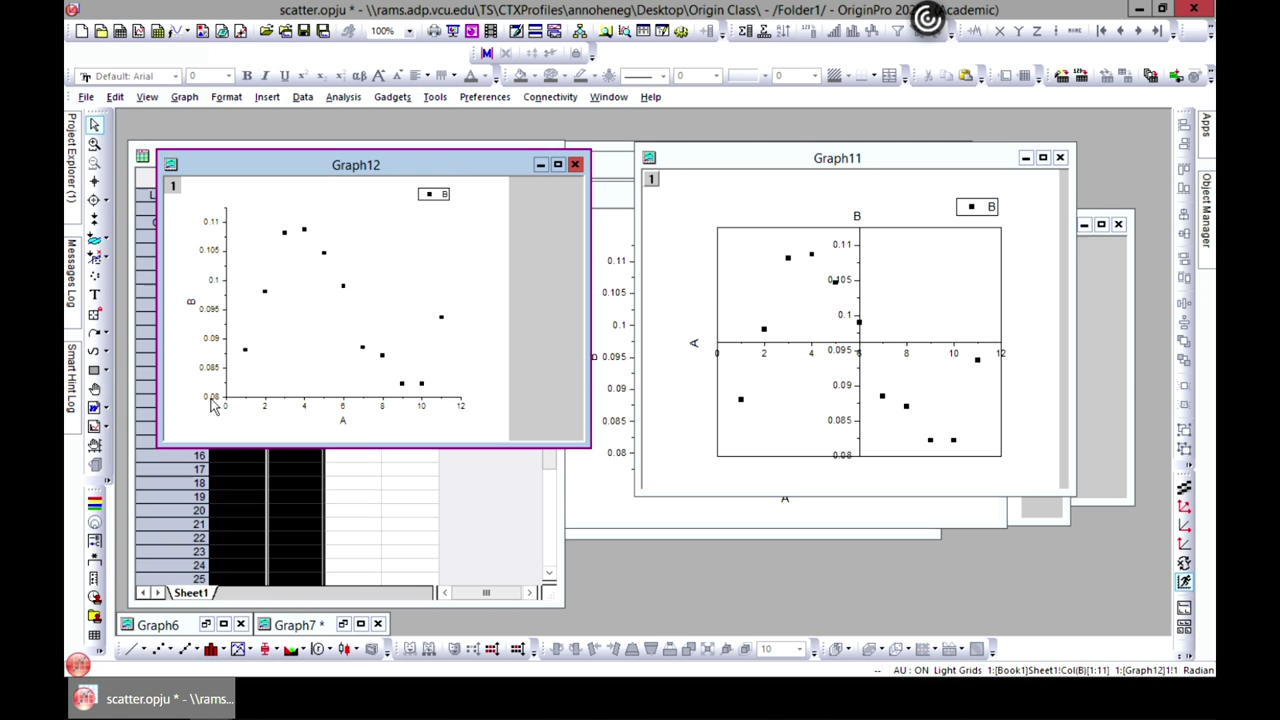 scatter.opju * - \\rams.adp.vcu.edu\TS\CTXProfiles\annoheneg\Desktop\Origin Class\ - /Folder1/ - OriginPro 20 (Academic)
100%
Default: Arial
0
B I U
0
0
File Edit View Graph Format Insert Data Analysis Gadgets Tools Preferences Connectivity Window Help
Project Explorer (1)
Messages Log
Smart Hint Log
Apps
Object Manager
Graph12
1
B
0.11
0.105
0.1
0.095
0.09
0.085
0.08
B
0 2 4 6 8 10 12
A
Graph11
1
B
B
0.11
0.105
0.1
0.095
0.09
0.085
0.08
A
0 2 4 6 8 10 12
0.11
0.105
0.1
0.095
0.09
0.085
0.08
B
A
16
17
18
19
20
21
22
23
24
25
Sheet1
Graph6
Graph7 *
10
-- AU : ON Light Grids 1:[Book1]Sheet1!Col(B)[1:11] 1:[Graph12]1!1 Radian
scatter.opju * - \\rams...